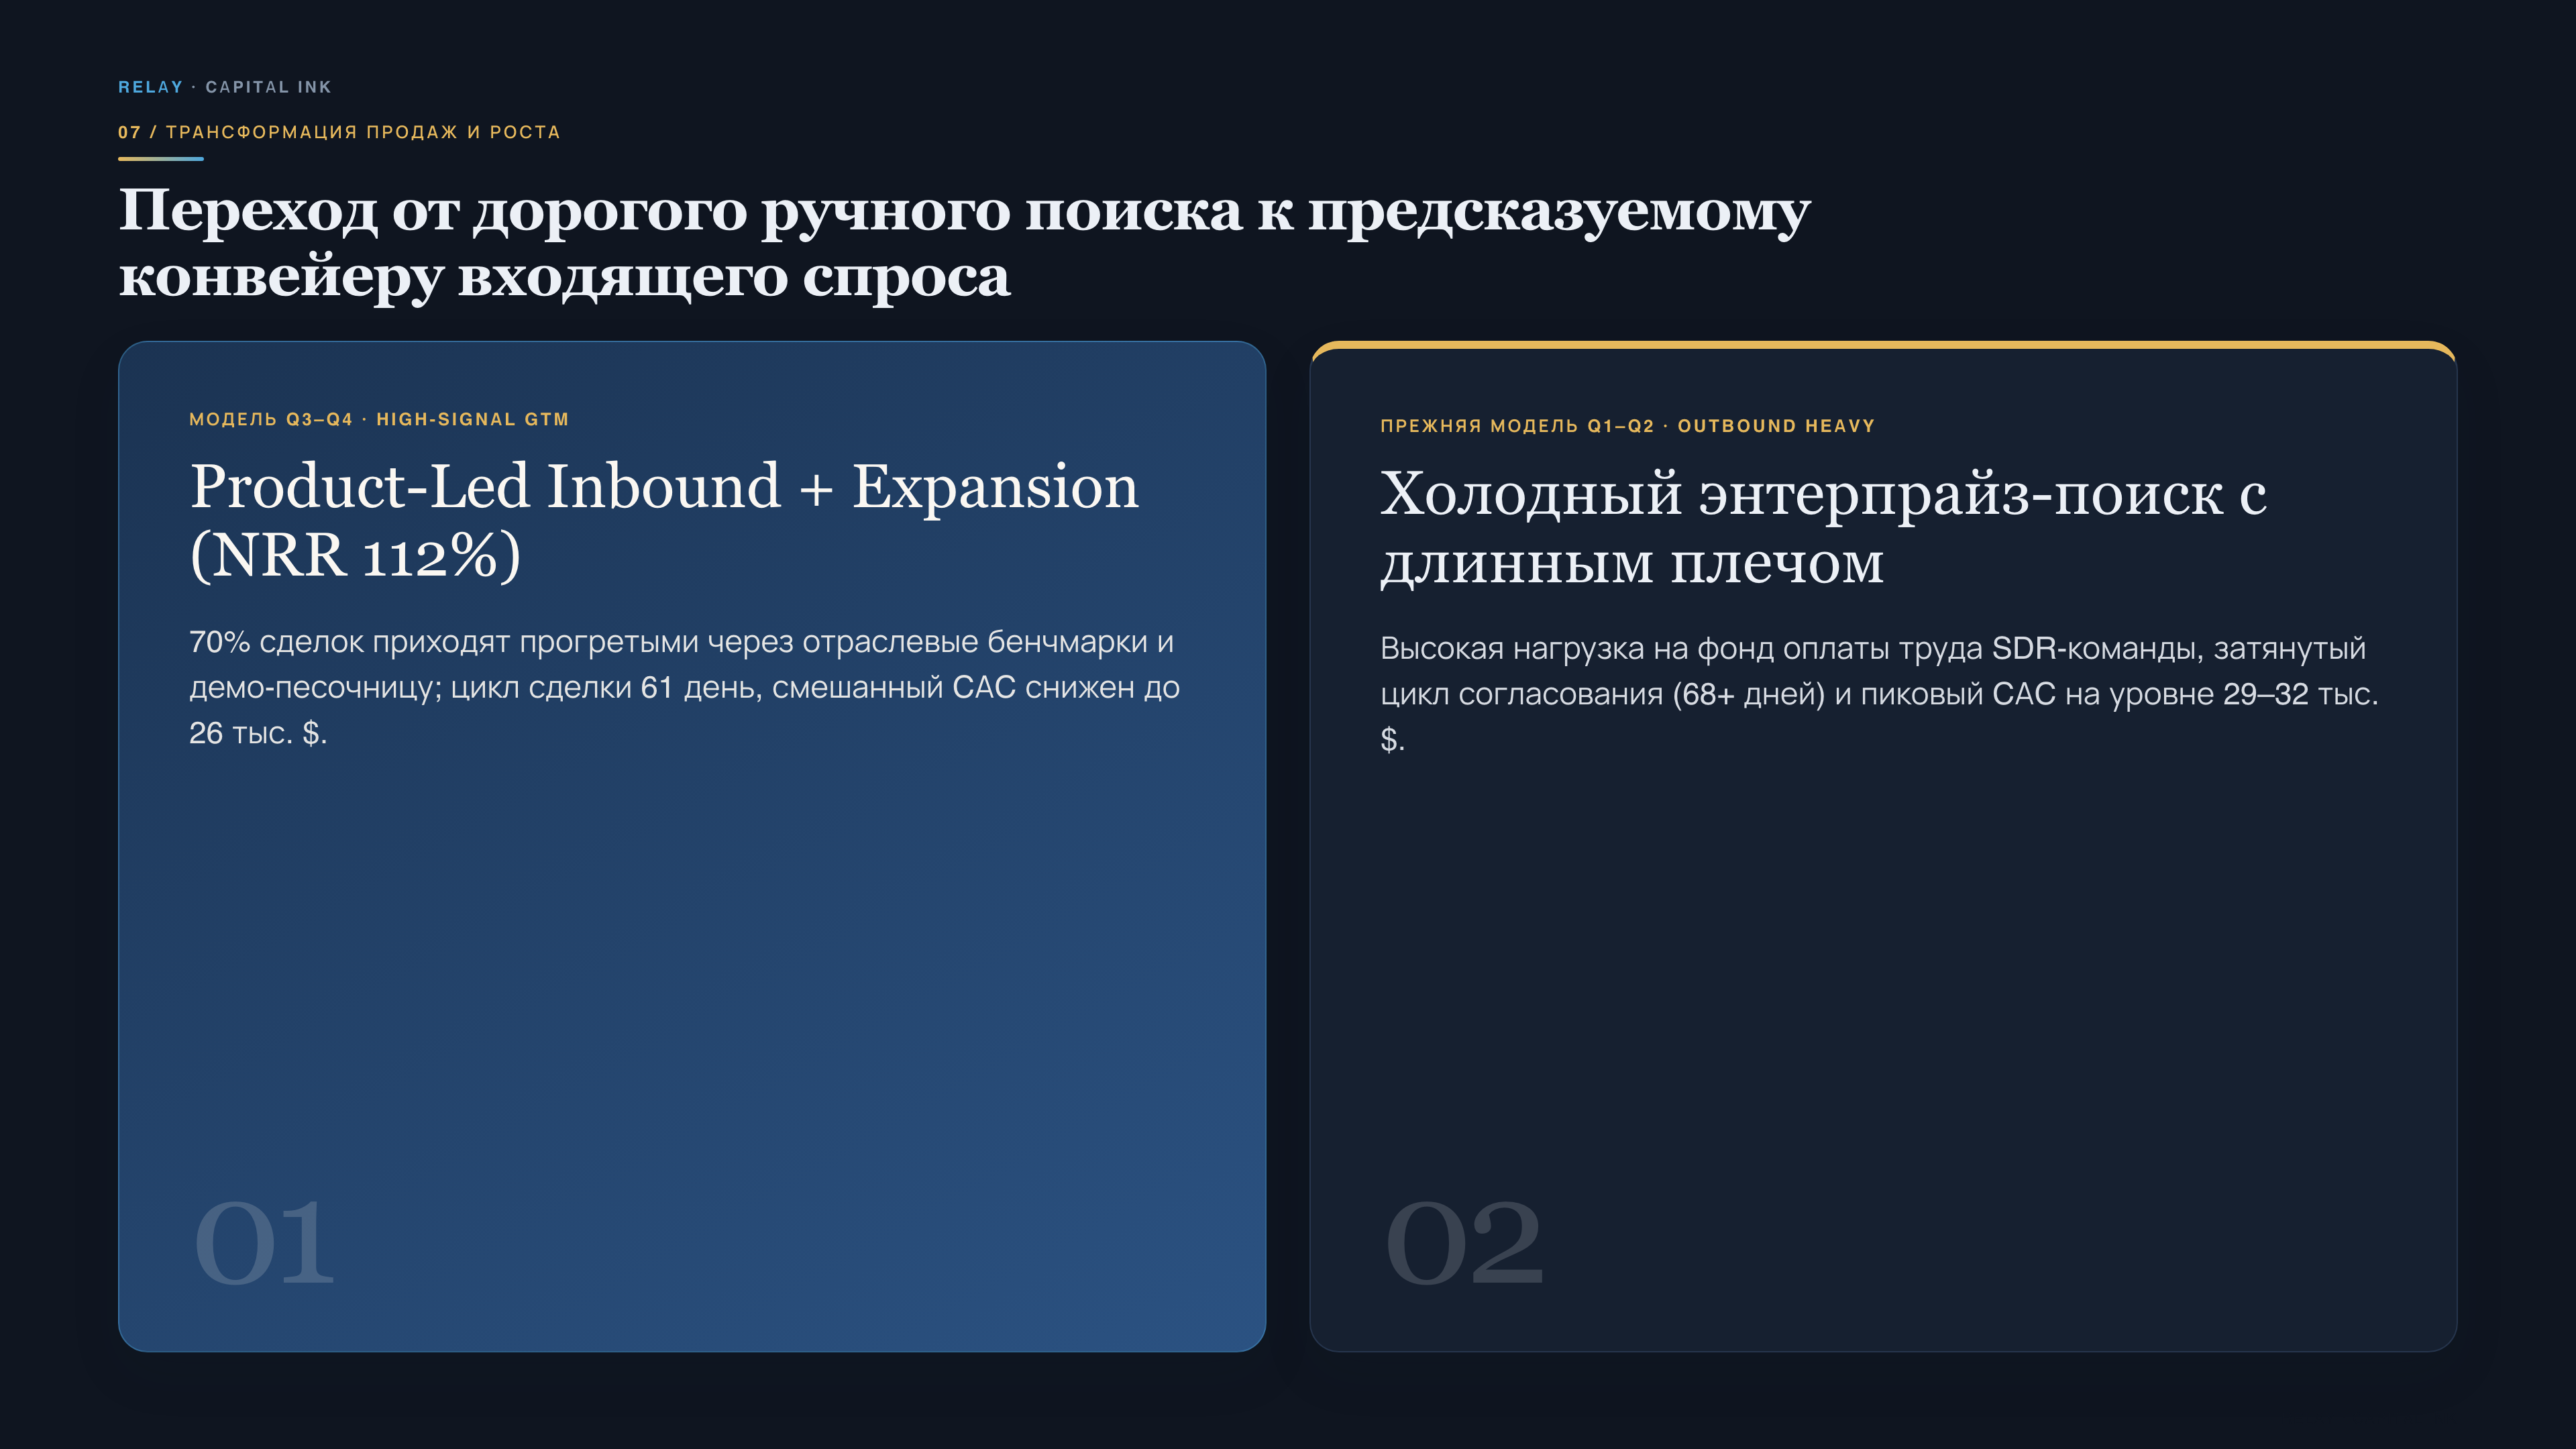 RELAY · CAPITAL INK
07 / ТРАНСФОРМАЦИЯ ПРОДАЖ И РОСТА
Переход от дорогого ручного поиска к предсказуемому
конвейеру входящего спроса
МОДЕЛЬ Q3–Q4 · HIGH-SIGNAL GTM
Product-Led Inbound + Expansion
(NRR 112%)
70% сделок приходят прогретыми через отраслевые бенчмарки и
демо-песочницу; цикл сделки 61 день, смешанный CAC снижен до
26 тыс. $.
01
ПРЕЖНЯЯ МОДЕЛЬ Q1–Q2 · OUTBOUND HEAVY
Холодный энтерпрайз-поиск с
длинным плечом
Высокая нагрузка на фонд оплаты труда SDR-команды, затянутый
цикл согласования (68+ дней) и пиковый CAC на уровне 29–32 тыс.
$.
02